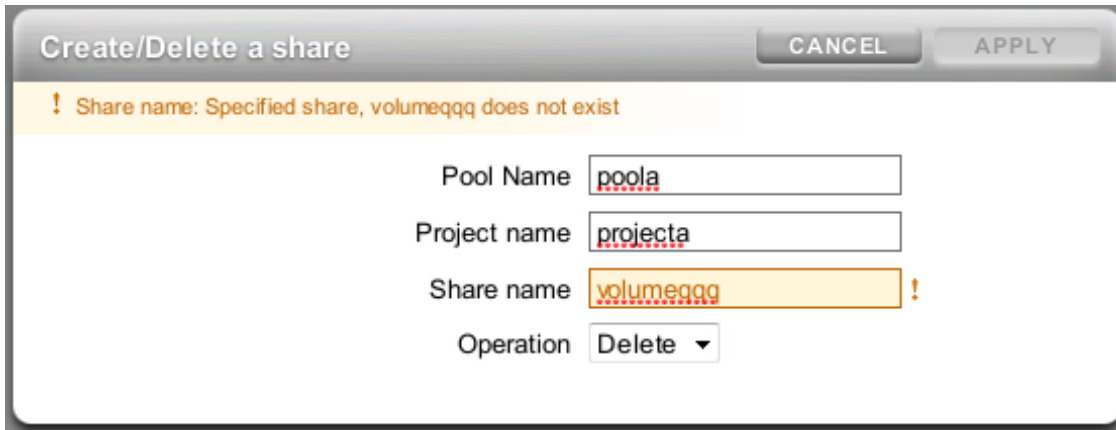 Create/Delete a share CANCEL APPLY
! Share name: Specified share, volumeqqq does not exist
Pool Name poola
Project name projecta
Share name volumeqqq !
Operation Delete